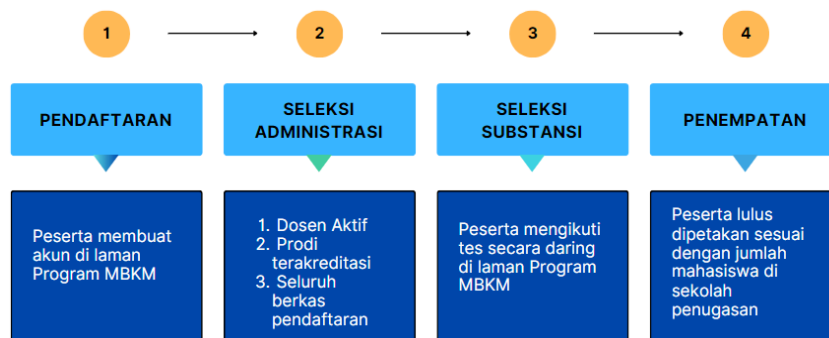 1
2
3
4
PENDAFTARAN
SELEKSI
ADMINISTRASI
SELEKSI
SUBSTANSI
PENEMPATAN
Peserta membuat
akun di laman
Program MBKM
1. Dosen Aktif
2. Prodi
terakreditasi
3. Seluruh
berkas
pendaftaran
Peserta mengikuti
tes secara daring
di laman Program
MBKM
Peserta lulus
dipetakan sesuai
dengan jumlah
mahasiswa di
sekolah
penugasan